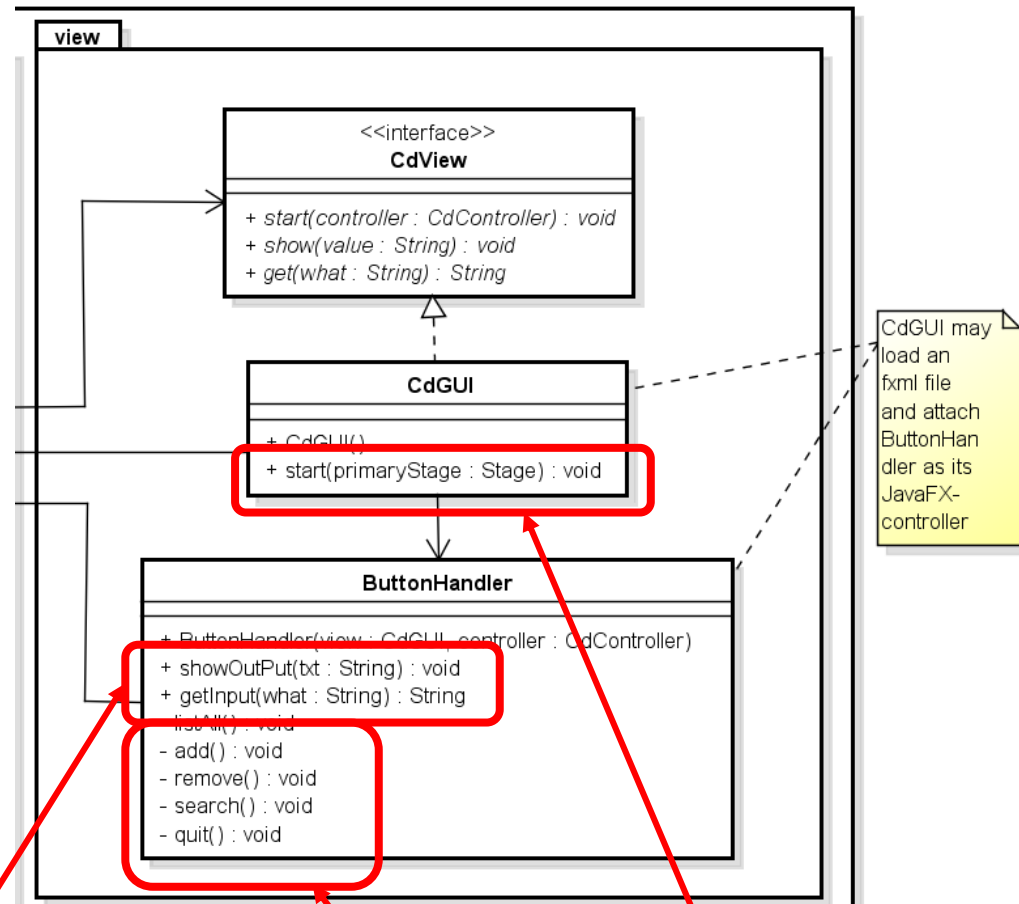 view
<<interface>>
CdView
+ start(controller : CdController) : void
+ show(value : String) : void
+ get(what : String) : String
CdGUI
+ CdGUI()
+ start(primaryStage : Stage) : void
CdGUI may
load an
fxml file
and attach
ButtonHan
dler as its
JavaFX-
controller
ButtonHandler
+ ButtonHandler(view : CdGUI, controller : CdController)
+ showOutPut(txt : String) : void
+ getInput(what : String) : String
- listAll() : void
- add() : void
- remove() : void
- search() : void
- quit() : void